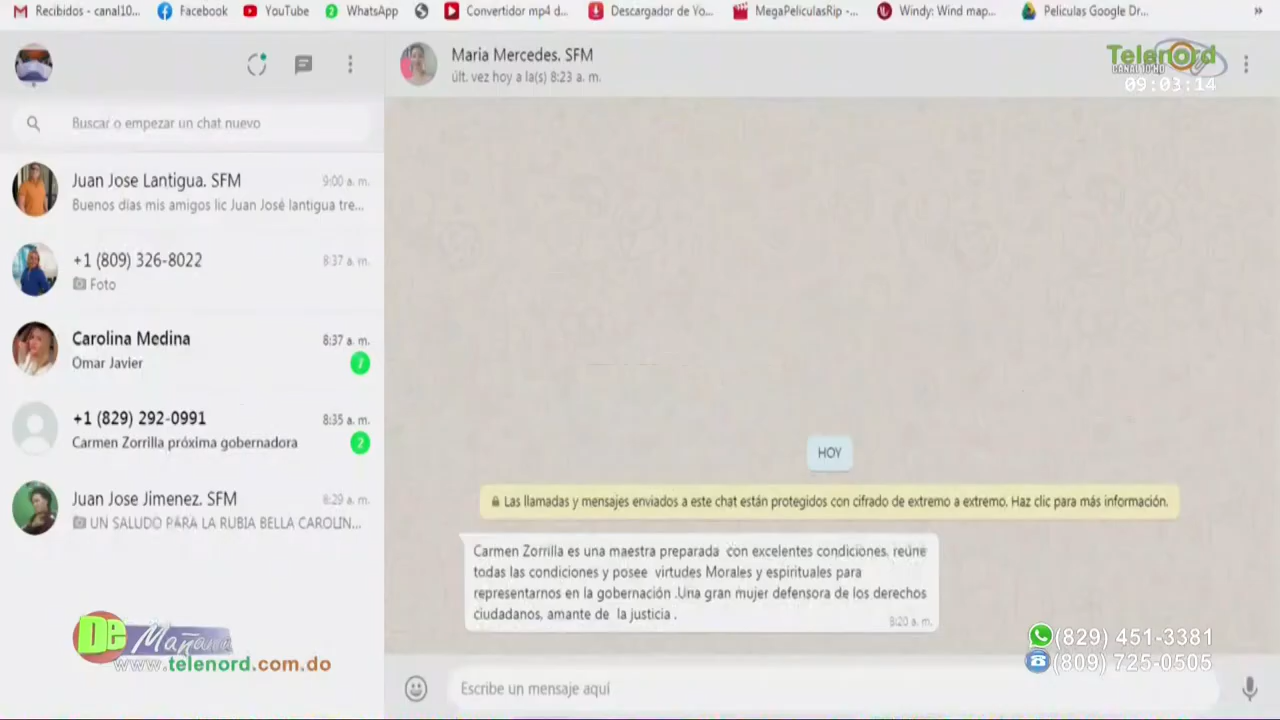 Recibidos - canal10...
Facebook
YouTube
WhatsApp
Convertidor mp4 d...
Descargador de Yo...
MegaPeliculasRip -...
Windy: Wind map...
Peliculas Google Dr...
»
Maria Mercedes. SFM
últ. vez hoy a la(s) 8:23 a. m.
Telenord
CANAL 10 HD
09:03:14
Buscar o empezar un chat nuevo
Juan Jose Lantigua. SFM
9:00 a. m.
Buenos días mis amigos lic Juan José lantigua tre...
+1 (809) 326-8022
8:37 a. m.
Foto
Carolina Medina
8:37 a. m.
Omar Javier
+1 (829) 292-0991
8:35 a. m.
Carmen Zorrilla próxima gobernadora
2
Juan Jose Jimenez. SFM
8:29 a. m.
UN SALUDO PARA LA RUBIA BELLA CAROLIN...
HOY
Las llamadas y mensajes enviados a este chat están protegidos con cifrado de extremo a extremo. Haz clic para más información.
Carmen Zorrilla es una maestra preparada con excelentes condiciones, reúne
todas las condiciones y posee virtudes Morales y espirituales para
representarnos en la gobernación .Una gran mujer defensora de los derechos
ciudadanos, amante de la justicia .
8:20 a. m.
De Mañana
www.telenord.com.do
(829) 451-3381
(809) 725-0505
Escribe un mensaje aquí